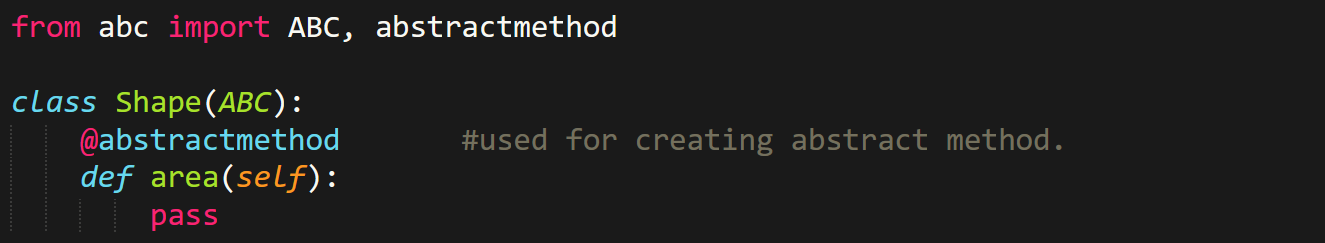 from abc import ABC, abstractmethod
class Shape(ABC):
    @abstractmethod       #used for creating abstract method.
    def area(self):
        pass